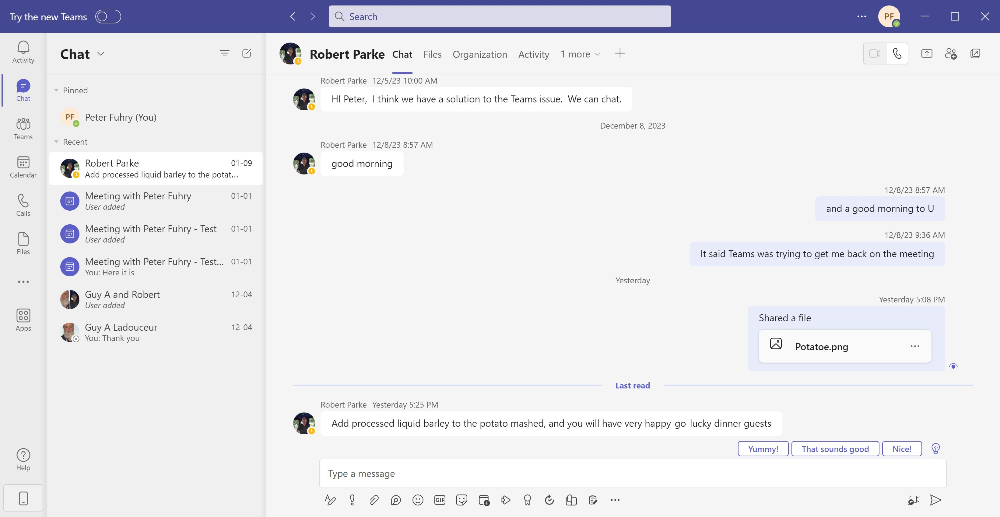 Try the new Teams
Search
PF
Activity
Chat
Teams
Calendar
Calls
Files
Apps
Help
Chat
Pinned
PF
Peter Fuhry (You)
Recent
Robert Parke 01-09
Add processed liquid barley to the potat...
Meeting with Peter Fuhry 01-01
User added
Meeting with Peter Fuhry - Test 01-01
User added
Meeting with Peter Fuhry - Test... 01-01
You: Here it is
Guy A and Robert 12-04
User added
Guy A Ladouceur 12-04
You: Thank you
Robert Parke Chat Files Organization Activity 1 more
Robert Parke 12/5/23 10:00 AM
HI Peter,  I think we have a solution to the Teams issue.  We can chat.
December 8, 2023
Robert Parke 12/8/23 8:57 AM
good morning
12/8/23 8:57 AM
and a good morning to U
12/8/23 9:36 AM
It said Teams was trying to get me back on the meeting
Yesterday
Yesterday 5:08 PM
Shared a file
Potatoe.png
Last read
Robert Parke Yesterday 5:25 PM
Add processed liquid barley to the potato mashed, and you will have very happy-go-lucky dinner guests
Yummy! That sounds good Nice!
Type a message
GIF